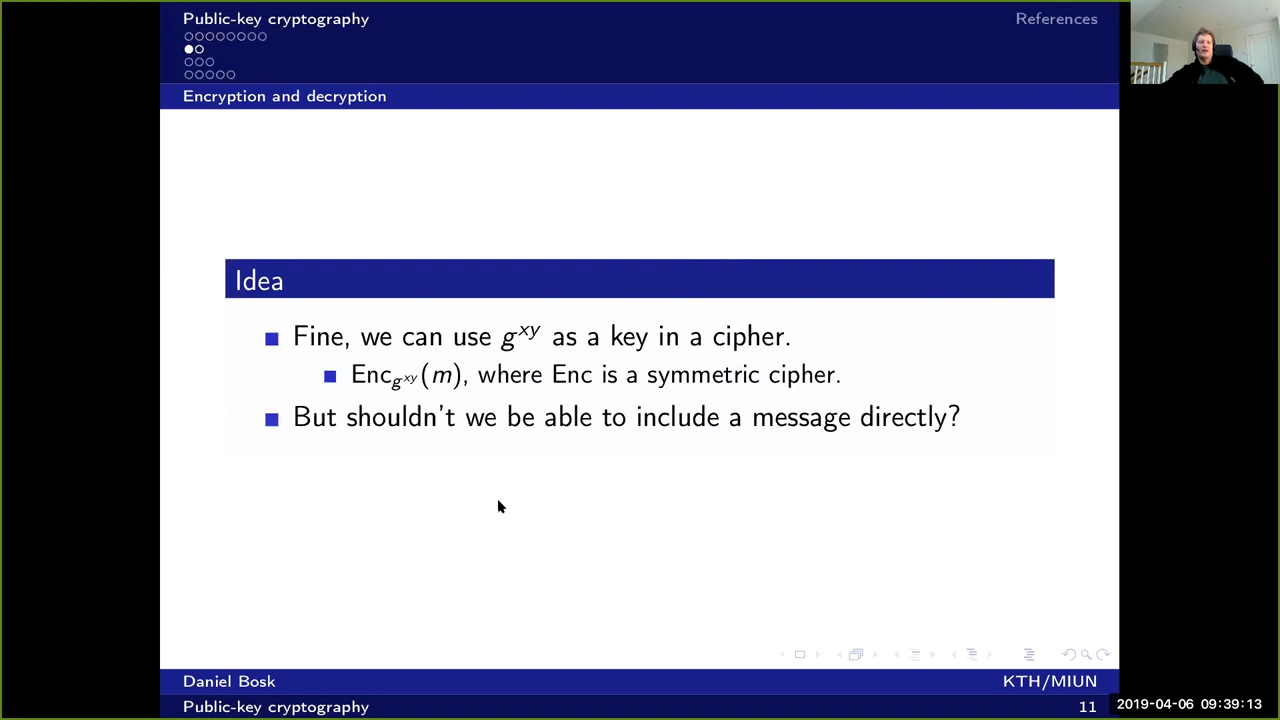 Public-key cryptography
References
Encryption and decryption
Idea
Fine, we can use g^{xy} as a key in a cipher.
Enc_{g^{xy}}(m), where Enc is a symmetric cipher.
But shouldn't we be able to include a message directly?
Daniel Bosk
KTH/MIUN
Public-key cryptography
11
2019-04-06 09:39:13